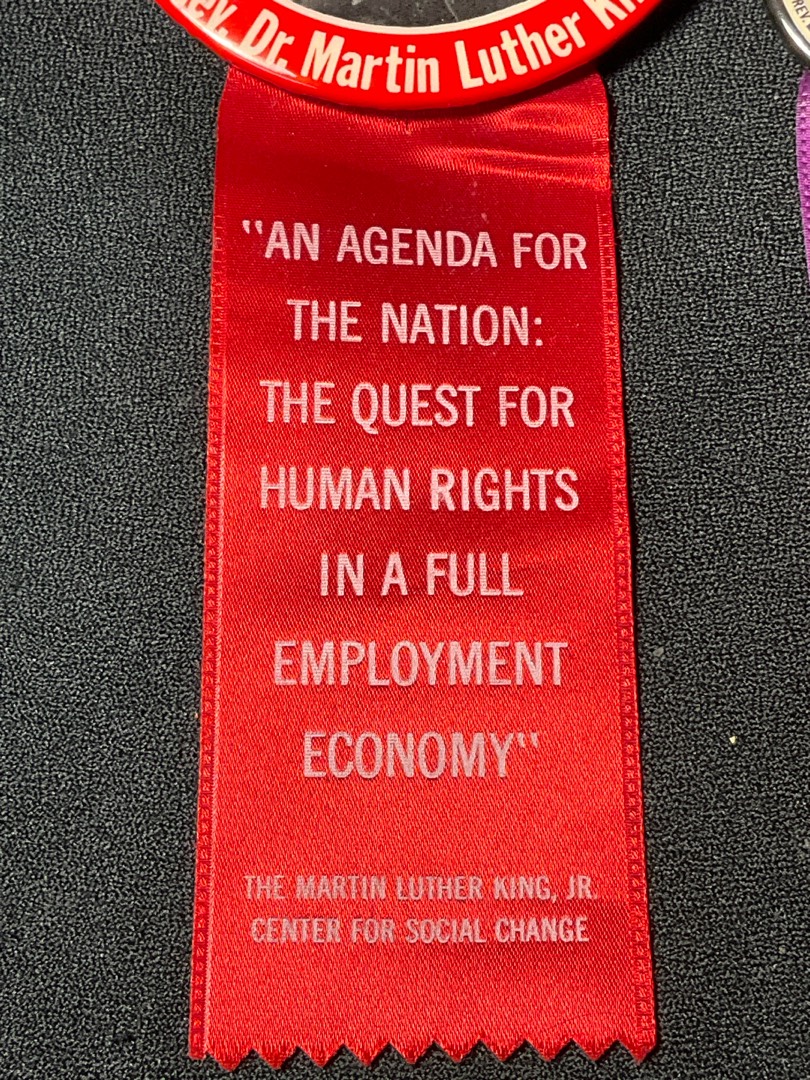 Rev. Dr. Martin Luther
"AN AGENDA FOR
THE NATION:
THE QUEST FOR
HUMAN RIGHTS
IN A FULL
EMPLOYMENT
ECONOMY"
THE MARTIN LUTHER KING, JR.
CENTER FOR SOCIAL CHANGE